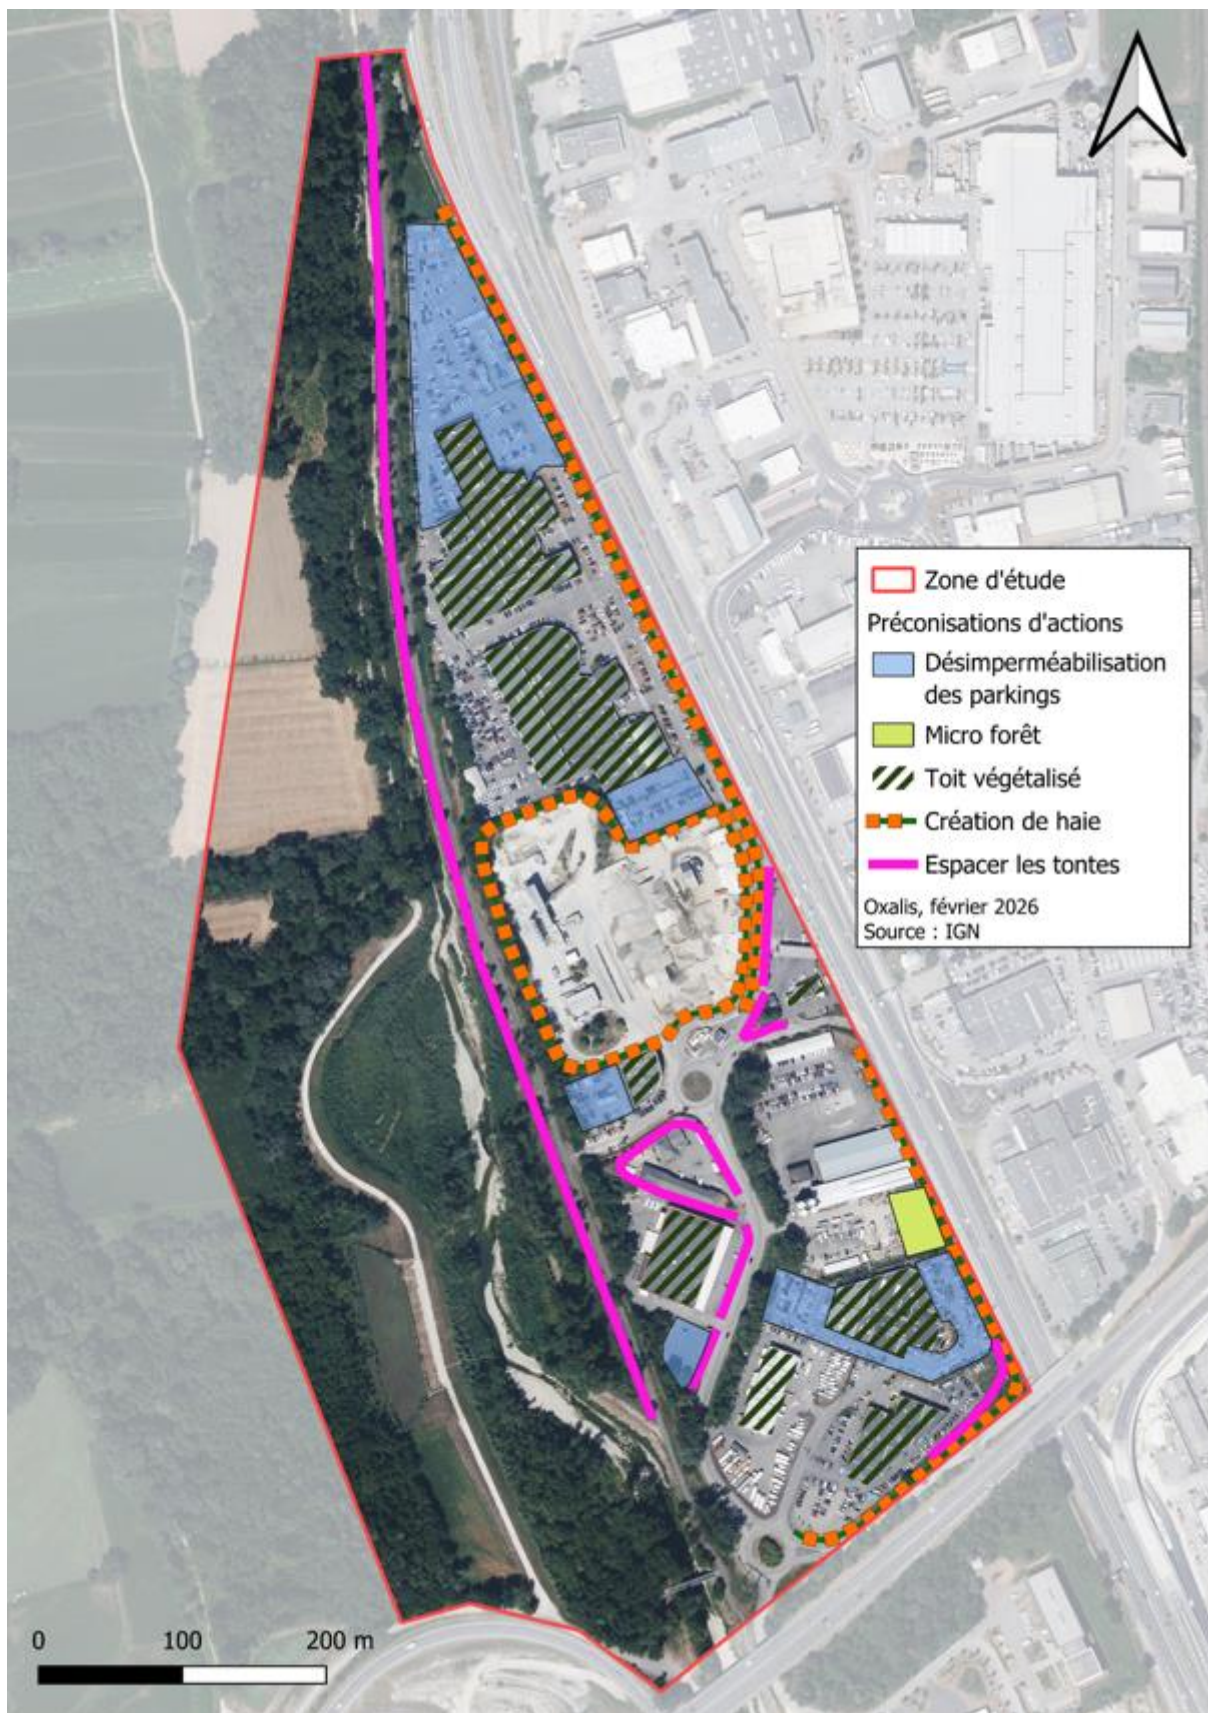 Zone d'étude
Préconisations d'actions
Désimperméabilisation
des parkings
Micro forêt
Toit végétalisé
Création de haie
Espacer les tontes
Oxalis, février 2026
Source : IGN
0 100 200 m